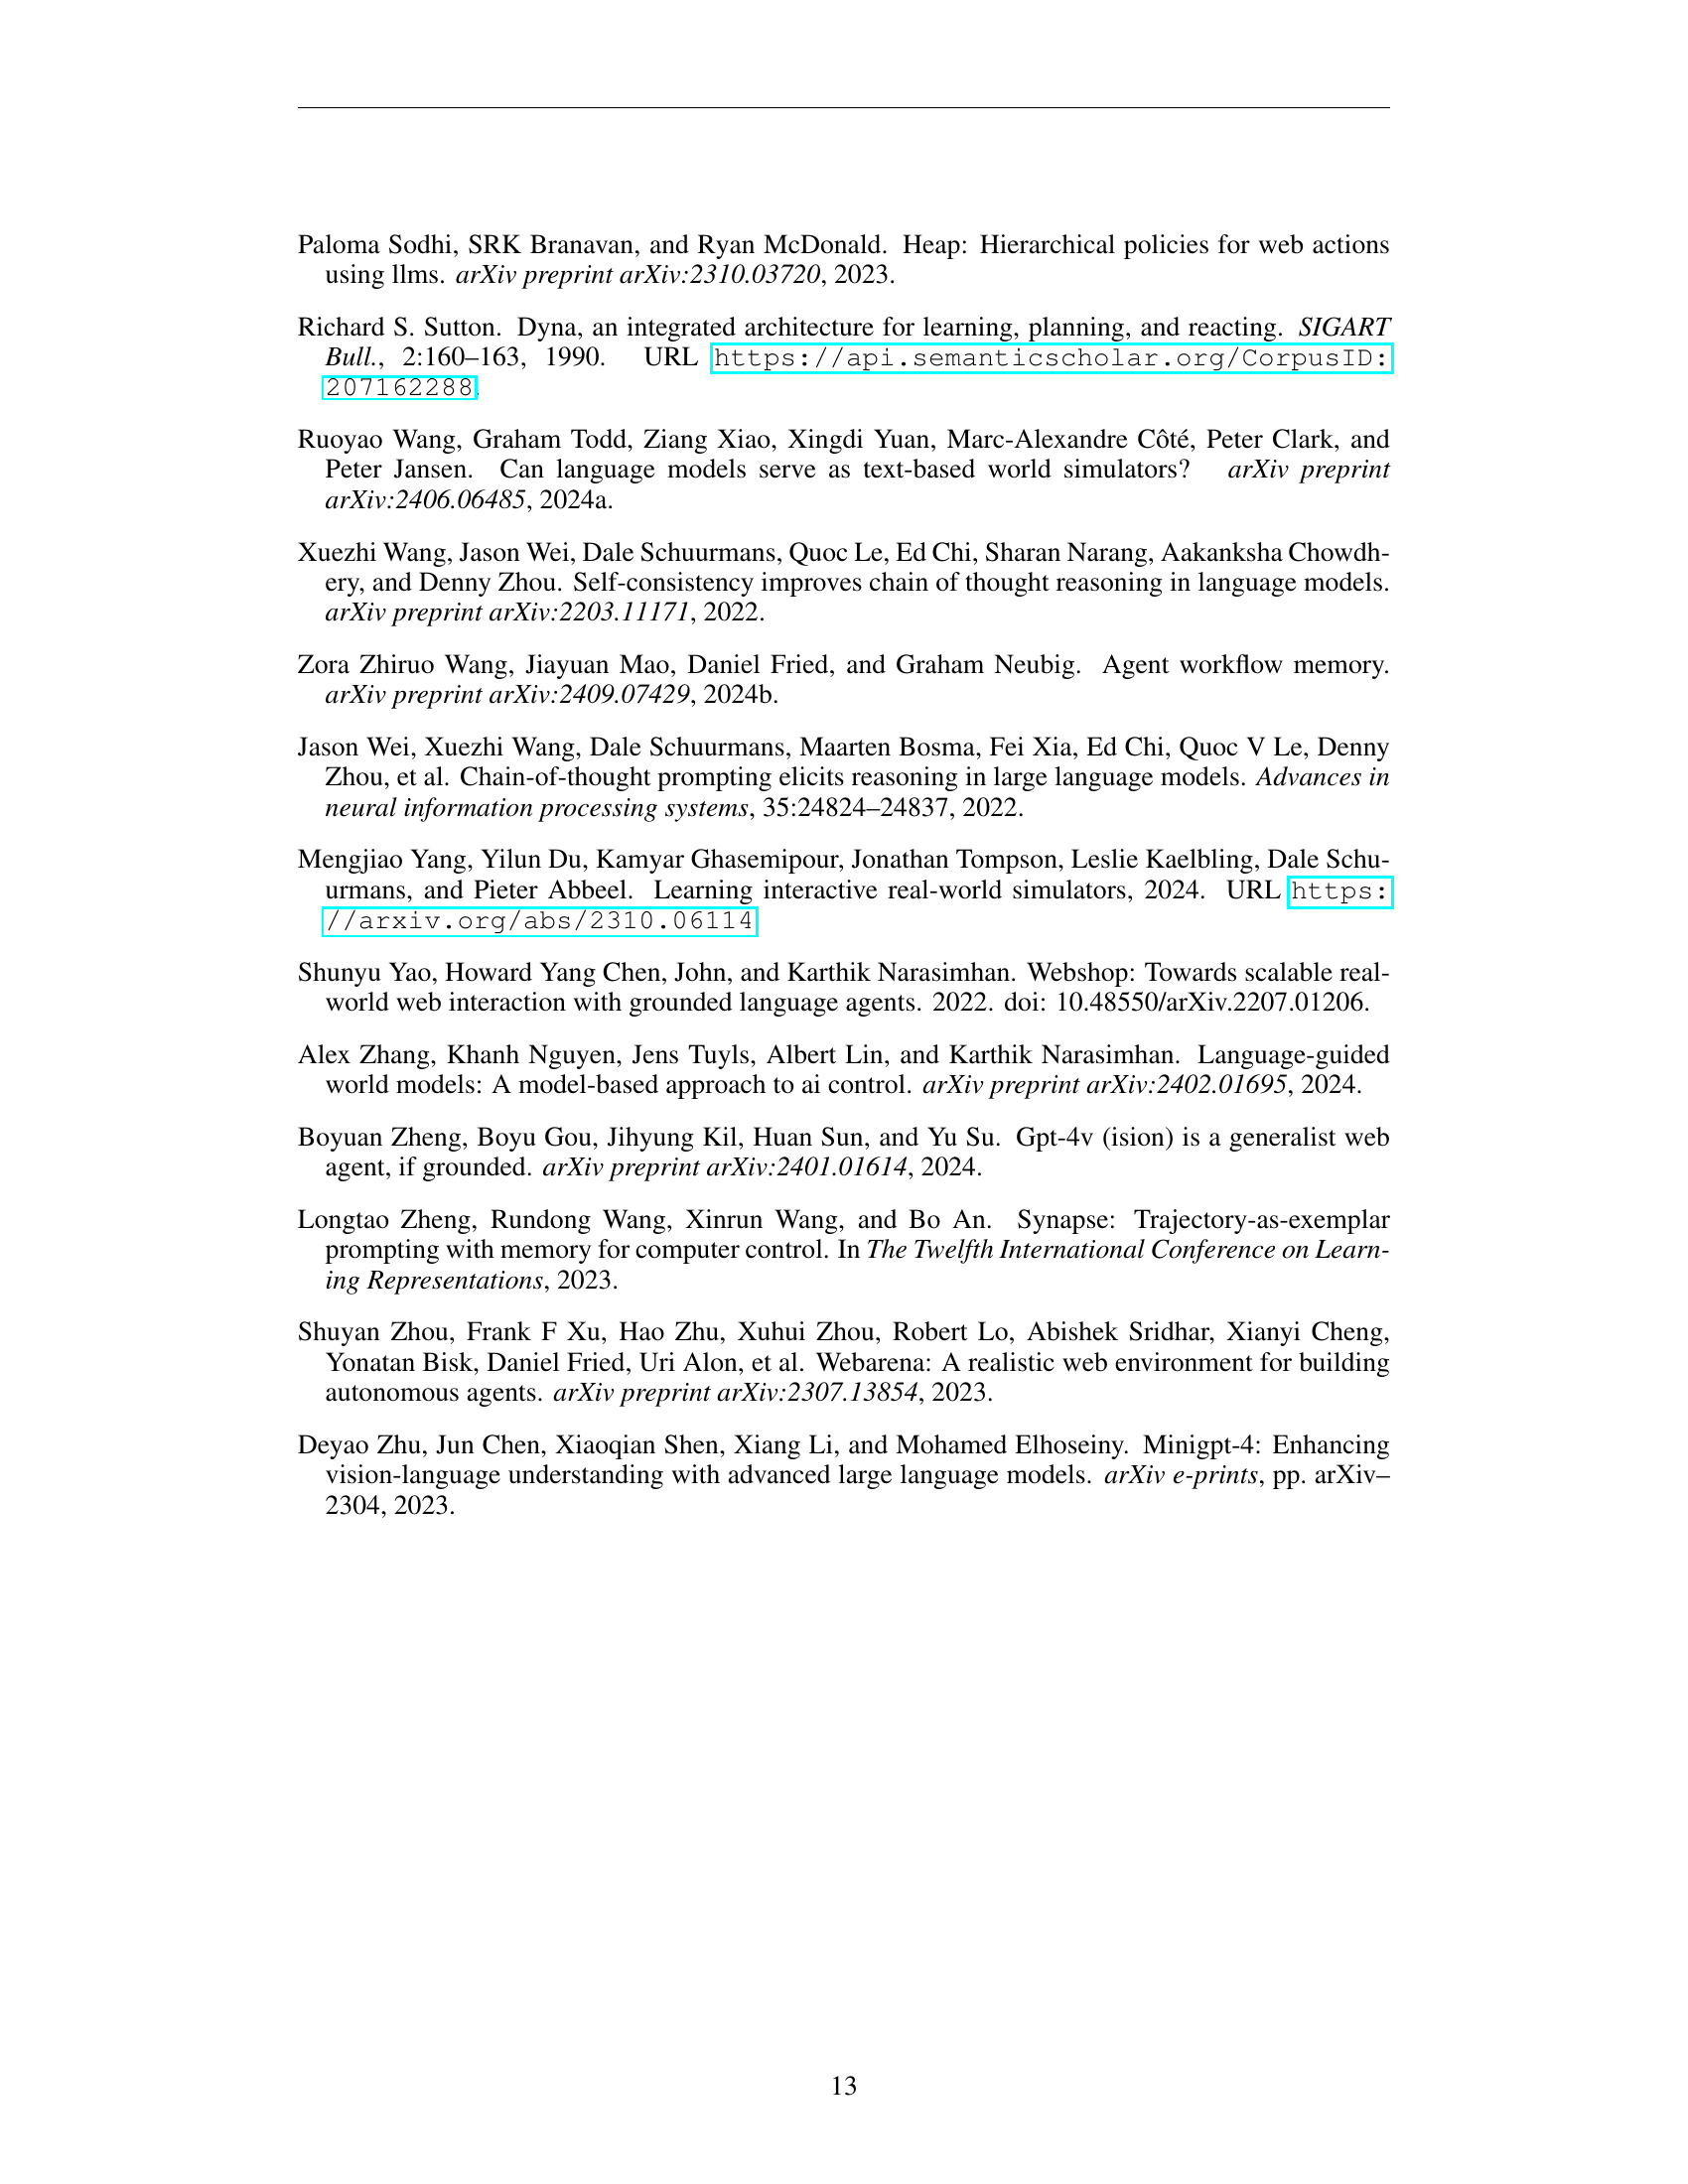 Paloma Sodhi, SRK Branavan, and Ryan McDonald. Heap: Hierarchical policies for web actions
using llms. arXiv preprint arXiv:2310.03720, 2023.
Richard S. Sutton. Dyna, an integrated architecture for learning, planning, and reacting. SIGART
Bull., 2:160–163, 1990. URL https://api.semanticscholar.org/CorpusID:
207162288.
Ruoyao Wang, Graham Todd, Ziang Xiao, Xingdi Yuan, Marc-Alexandre Côté, Peter Clark, and
Peter Jansen. Can language models serve as text-based world simulators? arXiv preprint
arXiv:2406.06485, 2024a.
Xuezhi Wang, Jason Wei, Dale Schuurmans, Quoc Le, Ed Chi, Sharan Narang, Aakanksha Chowdh-
ery, and Denny Zhou. Self-consistency improves chain of thought reasoning in language models.
arXiv preprint arXiv:2203.11171, 2022.
Zora Zhiruo Wang, Jiayuan Mao, Daniel Fried, and Graham Neubig. Agent workflow memory.
arXiv preprint arXiv:2409.07429, 2024b.
Jason Wei, Xuezhi Wang, Dale Schuurmans, Maarten Bosma, Fei Xia, Ed Chi, Quoc V Le, Denny
Zhou, et al. Chain-of-thought prompting elicits reasoning in large language models. Advances in
neural information processing systems, 35:24824–24837, 2022.
Mengjiao Yang, Yilun Du, Kamyar Ghasemipour, Jonathan Tompson, Leslie Kaelbling, Dale Schu-
urmans, and Pieter Abbeel. Learning interactive real-world simulators, 2024. URL https:
//arxiv.org/abs/2310.06114
Shunyu Yao, Howard Yang Chen, John, and Karthik Narasimhan. Webshop: Towards scalable real-
world web interaction with grounded language agents. 2022. doi: 10.48550/arXiv.2207.01206.
Alex Zhang, Khanh Nguyen, Jens Tuyls, Albert Lin, and Karthik Narasimhan. Language-guided
world models: A model-based approach to ai control. arXiv preprint arXiv:2402.01695, 2024.
Boyuan Zheng, Boyu Gou, Jihyung Kil, Huan Sun, and Yu Su. Gpt-4v (ision) is a generalist web
agent, if grounded. arXiv preprint arXiv:2401.01614, 2024.
Longtao Zheng, Rundong Wang, Xinrun Wang, and Bo An. Synapse: Trajectory-as-exemplar
prompting with memory for computer control. In The Twelfth International Conference on Learn-
ing Representations, 2023.
Shuyan Zhou, Frank F Xu, Hao Zhu, Xuhui Zhou, Robert Lo, Abishek Sridhar, Xianyi Cheng,
Yonatan Bisk, Daniel Fried, Uri Alon, et al. Webarena: A realistic web environment for building
autonomous agents. arXiv preprint arXiv:2307.13854, 2023.
Deyao Zhu, Jun Chen, Xiaoqian Shen, Xiang Li, and Mohamed Elhoseiny. Minigpt-4: Enhancing
vision-language understanding with advanced large language models. arXiv e-prints, pp. arXiv–
2304, 2023.
13